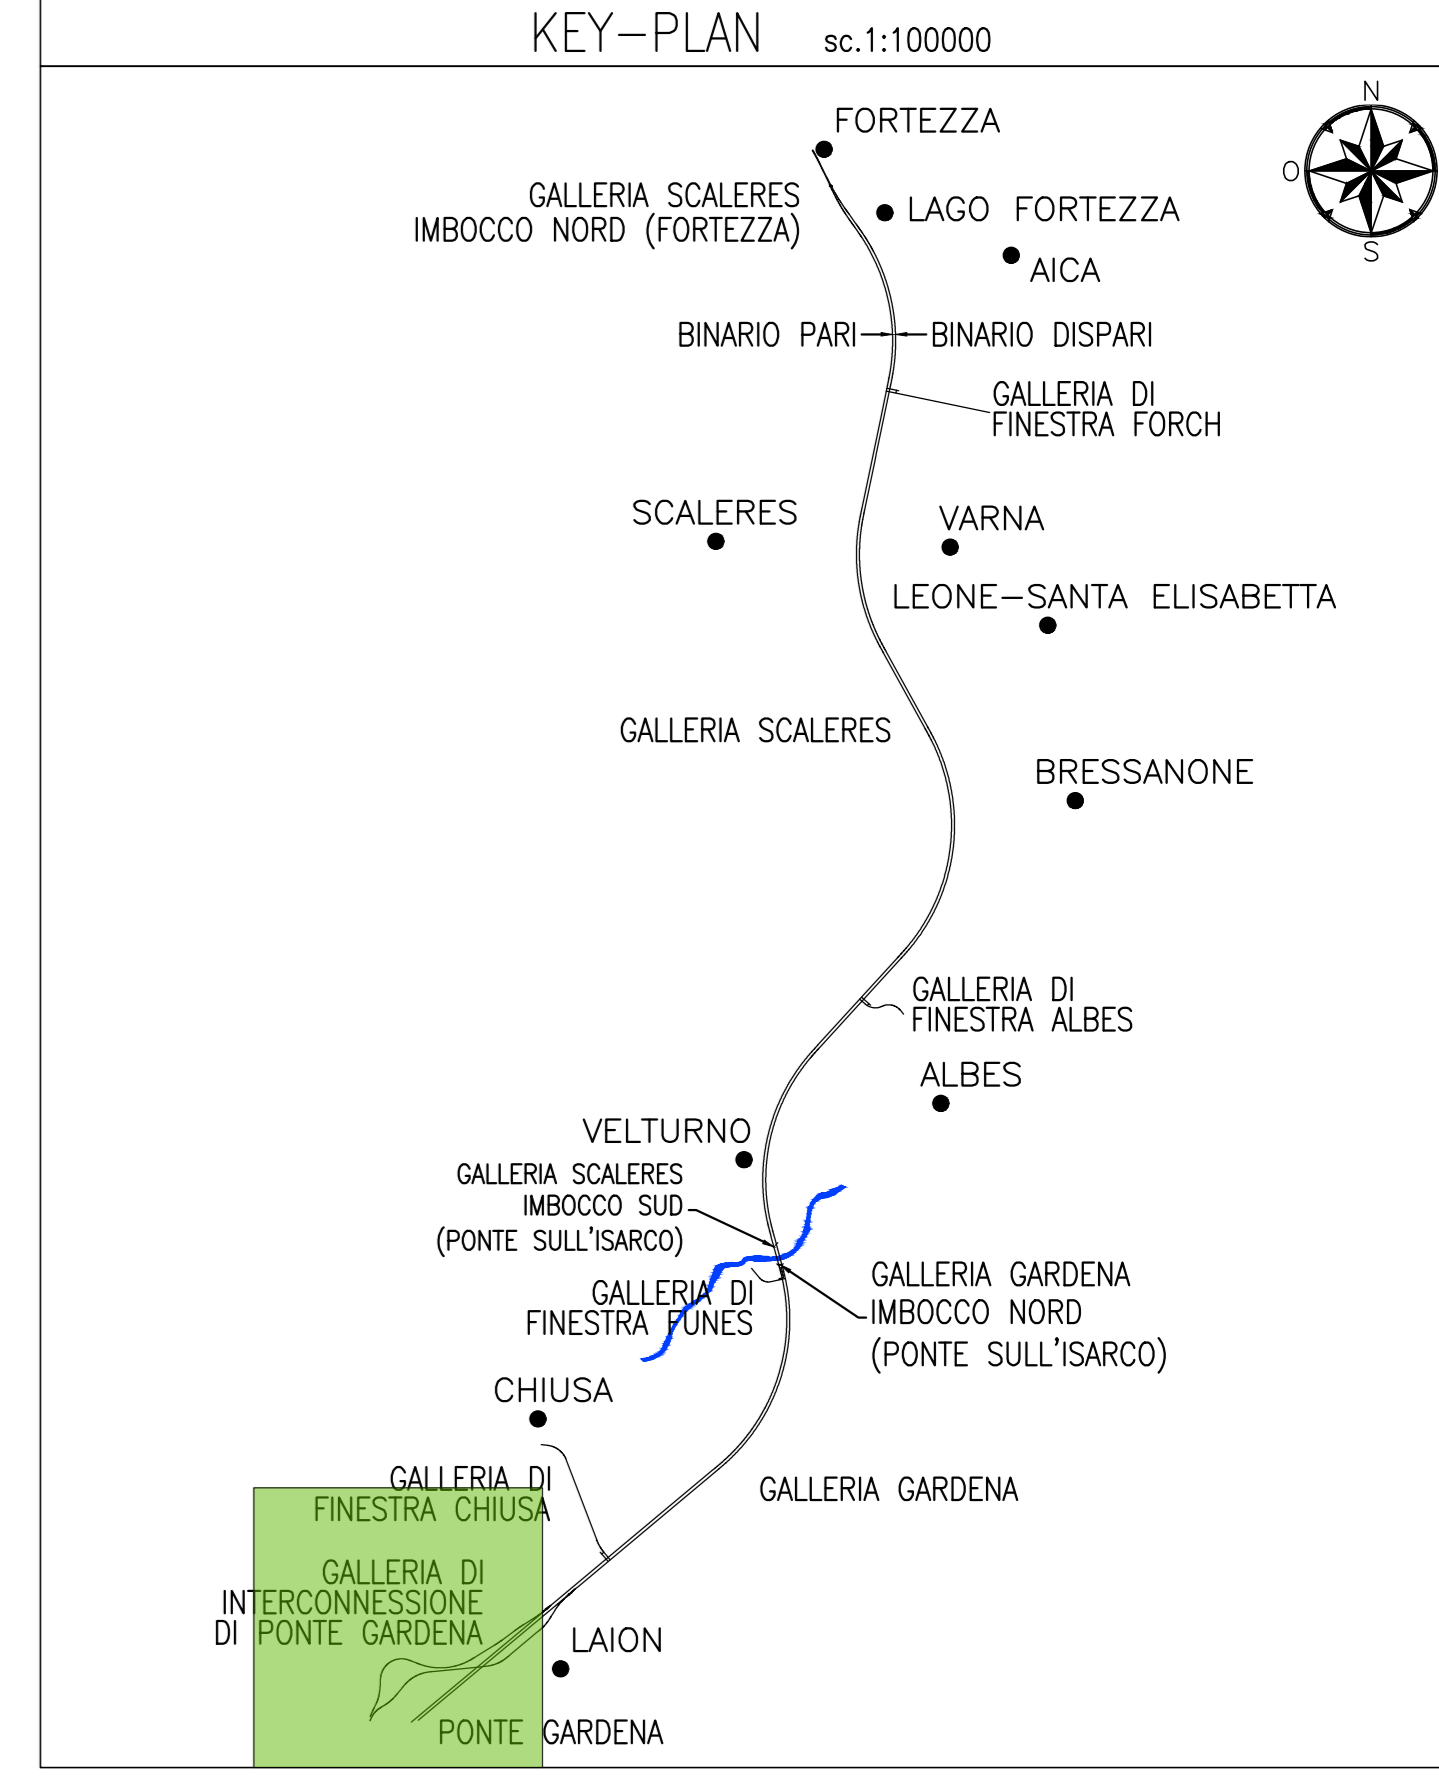 KEY-PLAN sc.1:100000
N
O
S
FORTEZZA
GALLERIA SCALERES
IMBOCCO NORD (FORTEZZA)
LAGO FORTEZZA
AICA
BINARIO PARI
BINARIO DISPARI
GALLERIA DI
FINESTRA FORCH
SCALERES
VARNA
LEONE-SANTA ELISABETTA
GALLERIA SCALERES
BRESSANONE
GALLERIA DI
FINESTRA ALBES
ALBES
VELTURNO
GALLERIA SCALERES
IMBOCCO SUD
(PONTE SULL'ISARCO)
GALLERIA DI
FINESTRA FUNES
GALLERIA GARDENA
IMBOCCO NORD
(PONTE SULL'ISARCO)
CHIUSA
GALLERIA DI
FINESTRA CHIUSA
GALLERIA GARDENA
GALLERIA DI
INTERCONNESSIONE
DI PONTE GARDENA
LAION
PONTE GARDENA